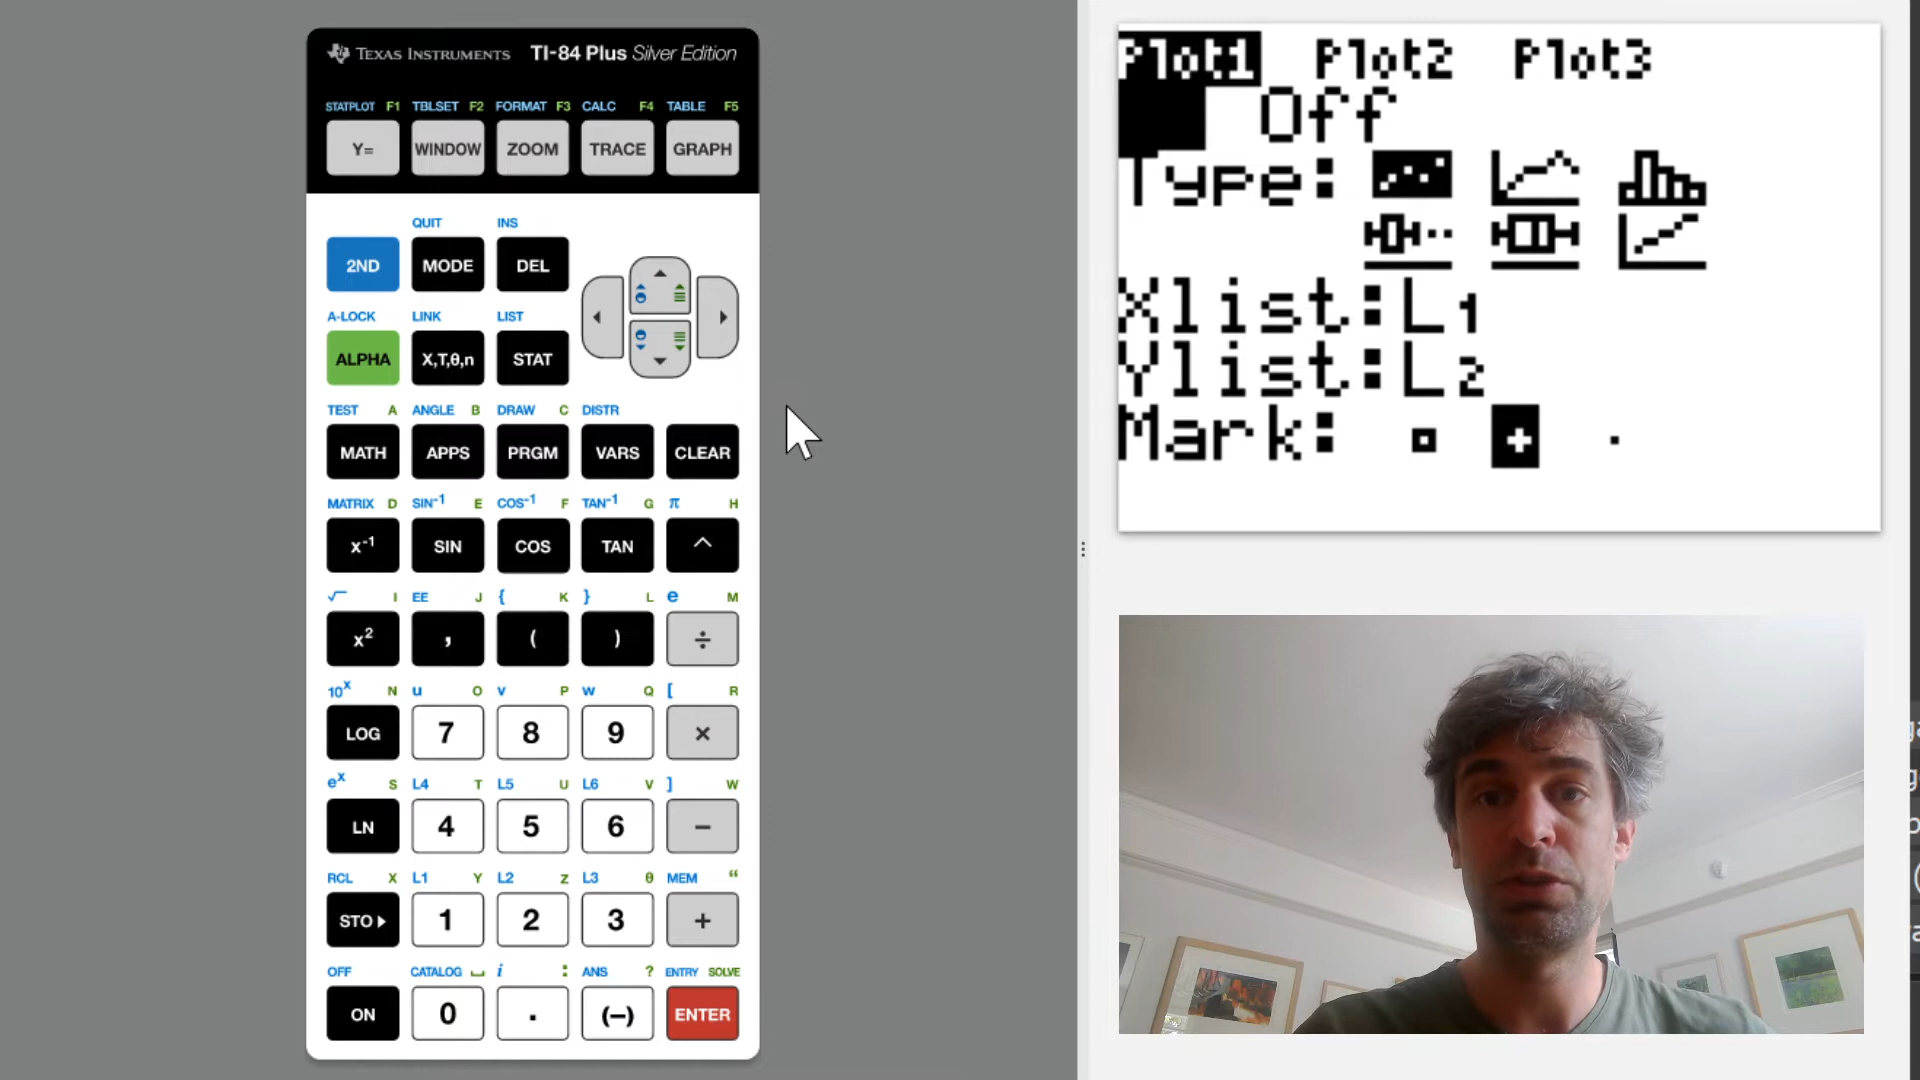 TEXAS INSTRUMENTS TI-84 Plus Silver Edition
STATPLOT F1 TBLSET F2 FORMAT F3 CALC F4 TABLE F5
Y= WINDOW ZOOM TRACE GRAPH
QUIT INS
2ND MODE DEL
A-LOCK LINK LIST
ALPHA X,T,θ,n STAT
TEST A ANGLE B DRAW C DISTR
MATH APPS PRGM VARS CLEAR
MATRIX D SIN⁻¹ E COS⁻¹ F TAN⁻¹ G π H
x⁻¹ SIN COS TAN ^
√ I EE J { K } L e M
x² , ( ) ÷
10ˣ N u O v P w Q [ R
LOG 7 8 9 ×
eˣ S L4 T L5 U L6 V ] W
LN 4 5 6 −
RCL X L1 Y L2 Z L3 θ MEM “
STO▶ 1 2 3 +
OFF CATALOG ⎵ i : ANS ? ENTRY SOLVE
ON 0 . (−) ENTER
Plot1 Plot2 Plot3
Off
Type:
Xlist:L1
Ylist:L2
Mark: ▫ + ·